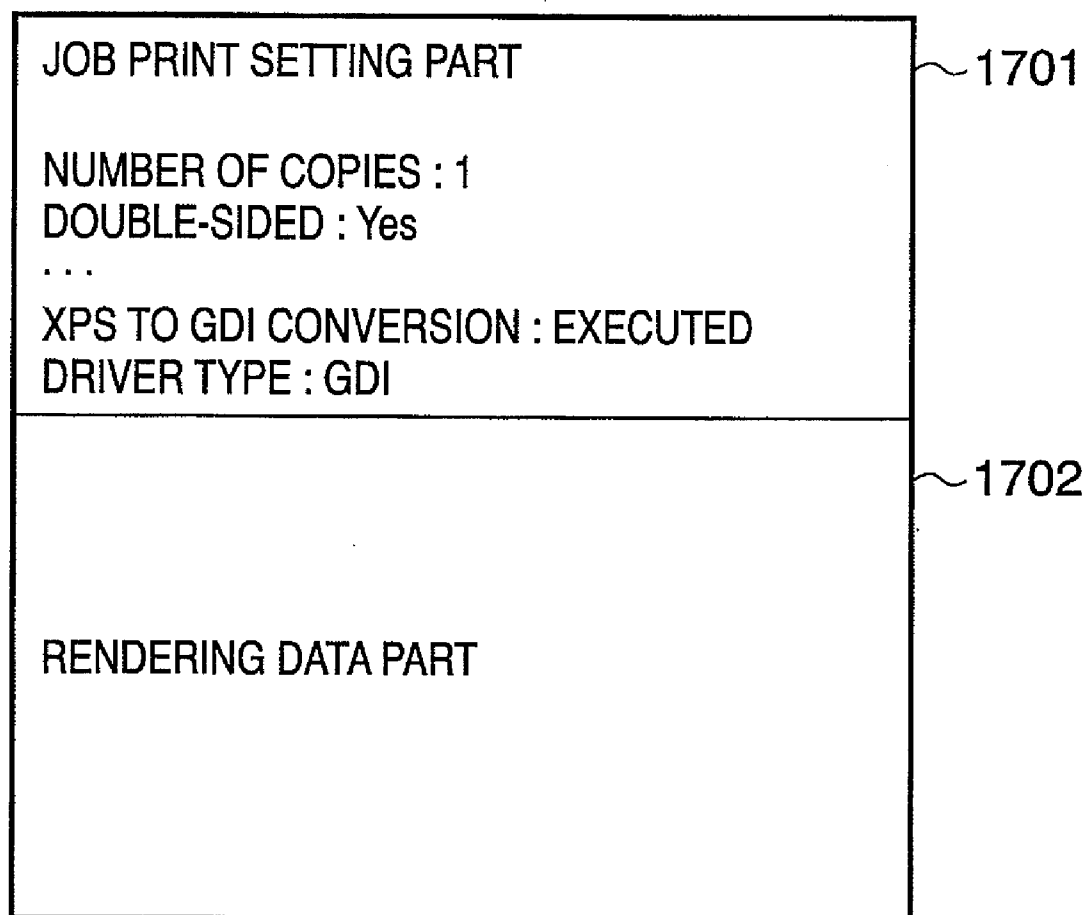 JOB PRINT SETTING PART
1701
NUMBER OF COPIES : 1
DOUBLE-SIDED : Yes
. . .
XPS TO GDI CONVERSION : EXECUTED
DRIVER TYPE : GDI
1702
RENDERING DATA PART